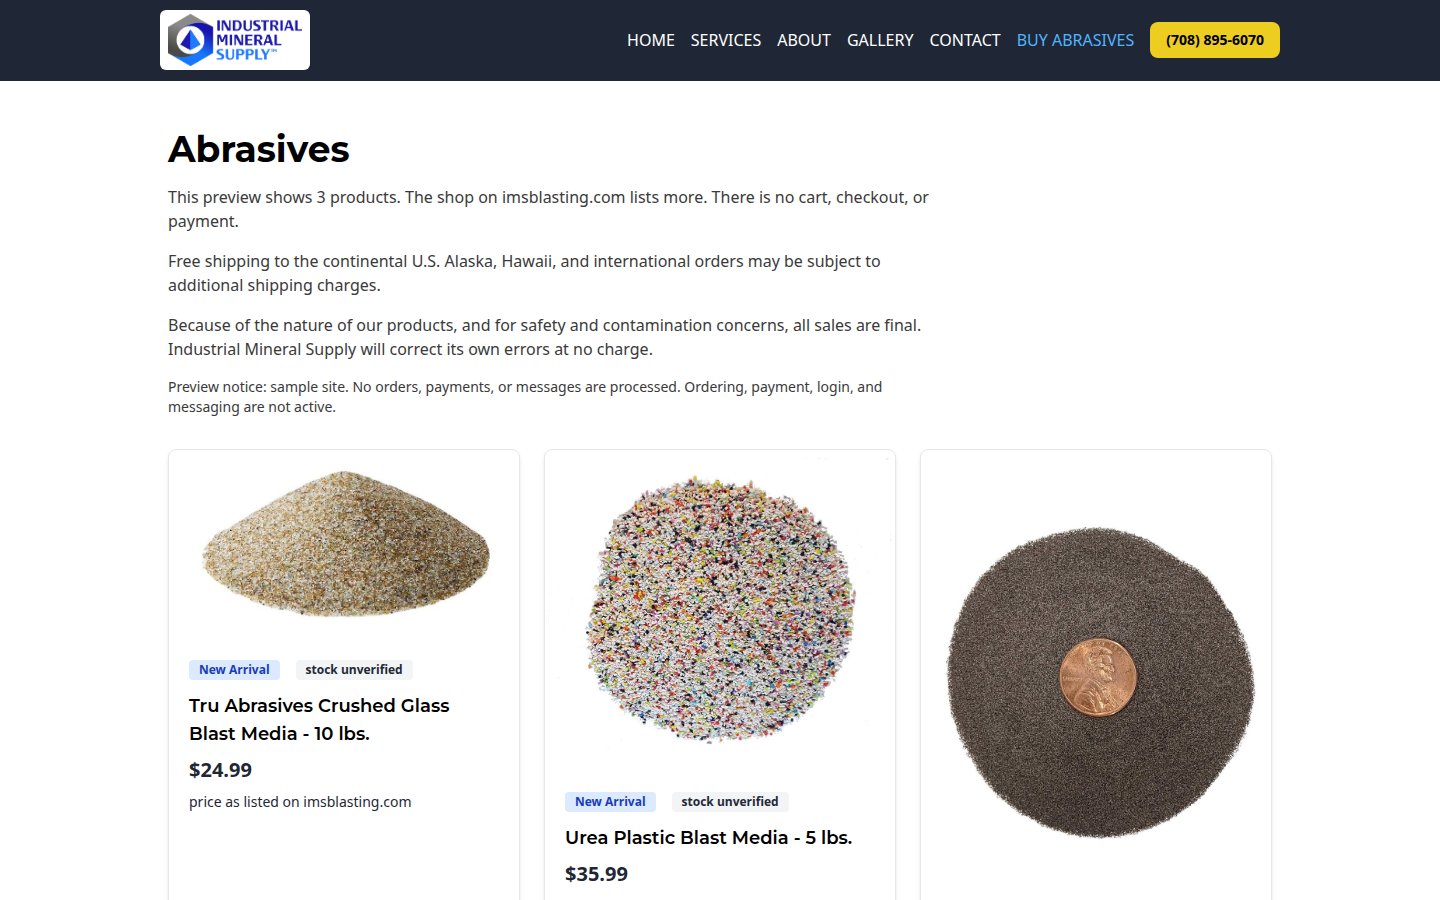 INDUSTRIAL
MINERAL
SUPPLY™
HOME SERVICES ABOUT GALLERY CONTACT BUY ABRASIVES (708) 895-6070
Abrasives
This preview shows 3 products. The shop on imsblasting.com lists more. There is no cart, checkout, or
payment.
Free shipping to the continental U.S. Alaska, Hawaii, and international orders may be subject to
additional shipping charges.
Because of the nature of our products, and for safety and contamination concerns, all sales are final.
Industrial Mineral Supply will correct its own errors at no charge.
Preview notice: sample site. No orders, payments, or messages are processed. Ordering, payment, login, and
messaging are not active.
New Arrival stock unverified
Tru Abrasives Crushed Glass
Blast Media - 10 lbs.
$24.99
price as listed on imsblasting.com
New Arrival stock unverified
Urea Plastic Blast Media - 5 lbs.
$35.99